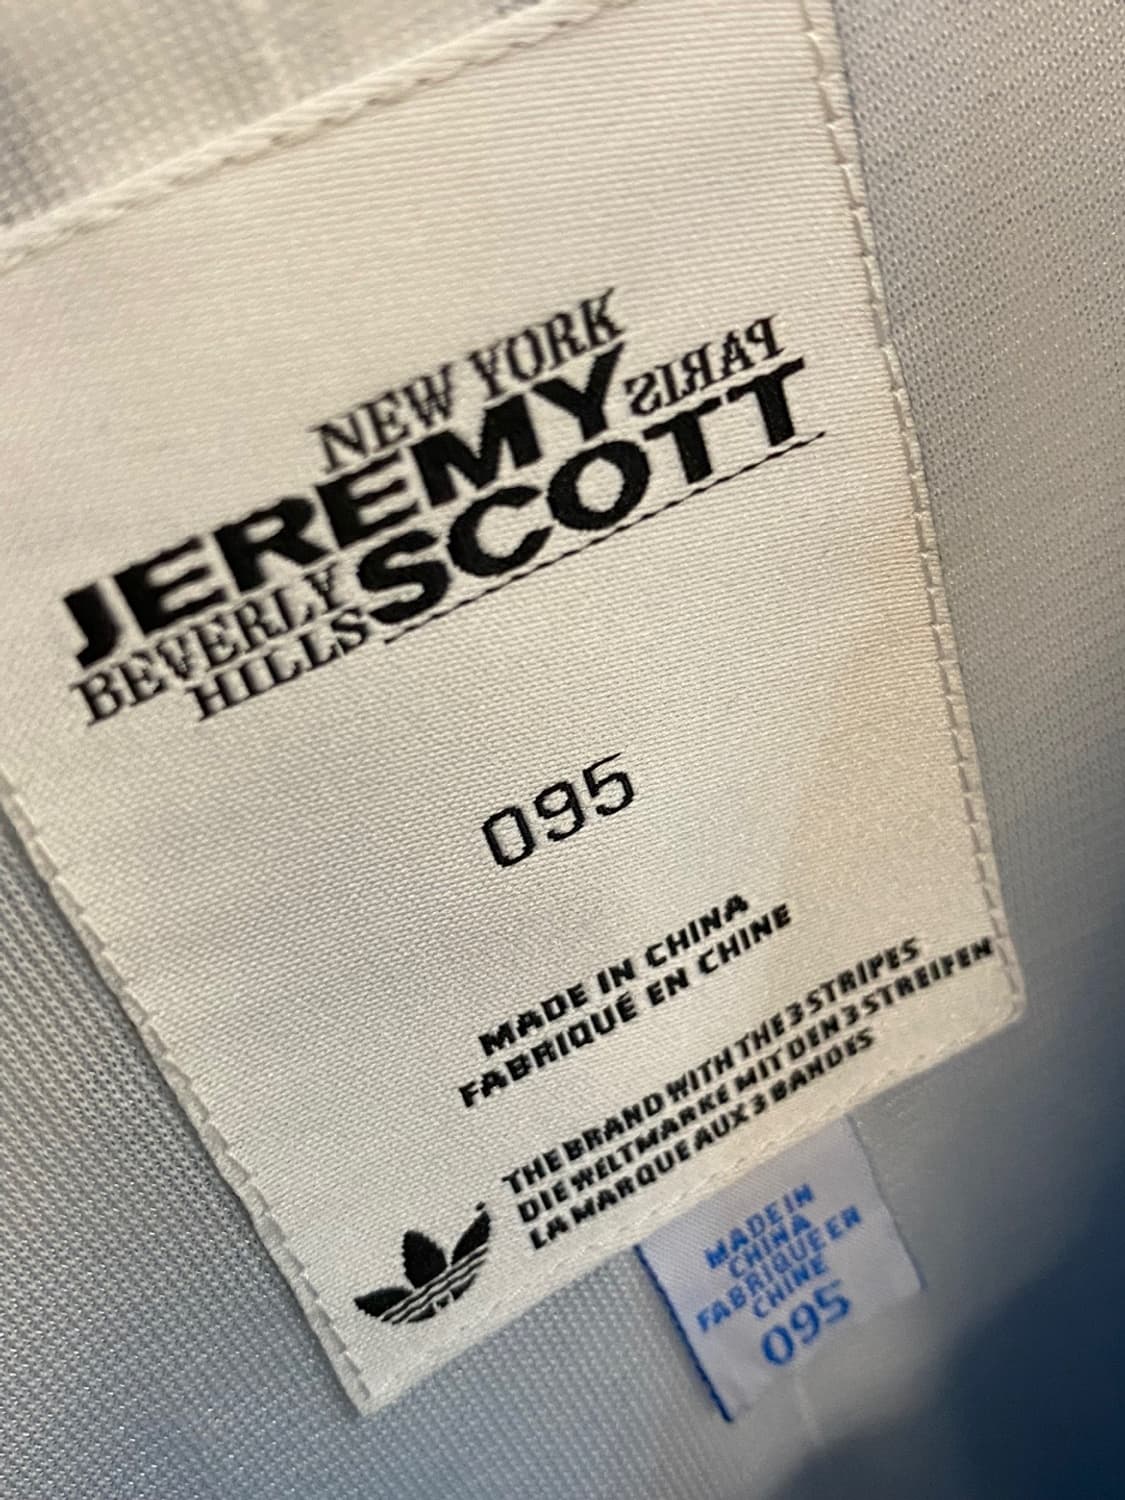 NEW YORK
JEREMY PARIS
BEVERLY SCOTT
HILLS
095
MADE IN CHINA
FABRIQUÉ EN CHINE
THE BRAND WITH THE 3 STRIPES
DIE WELTMARKE MIT DEN 3 STREIFEN
LA MARQUE AUX 3 BANDES
MADE IN
CHINA
FABRIQUÉ EN
CHINE
095